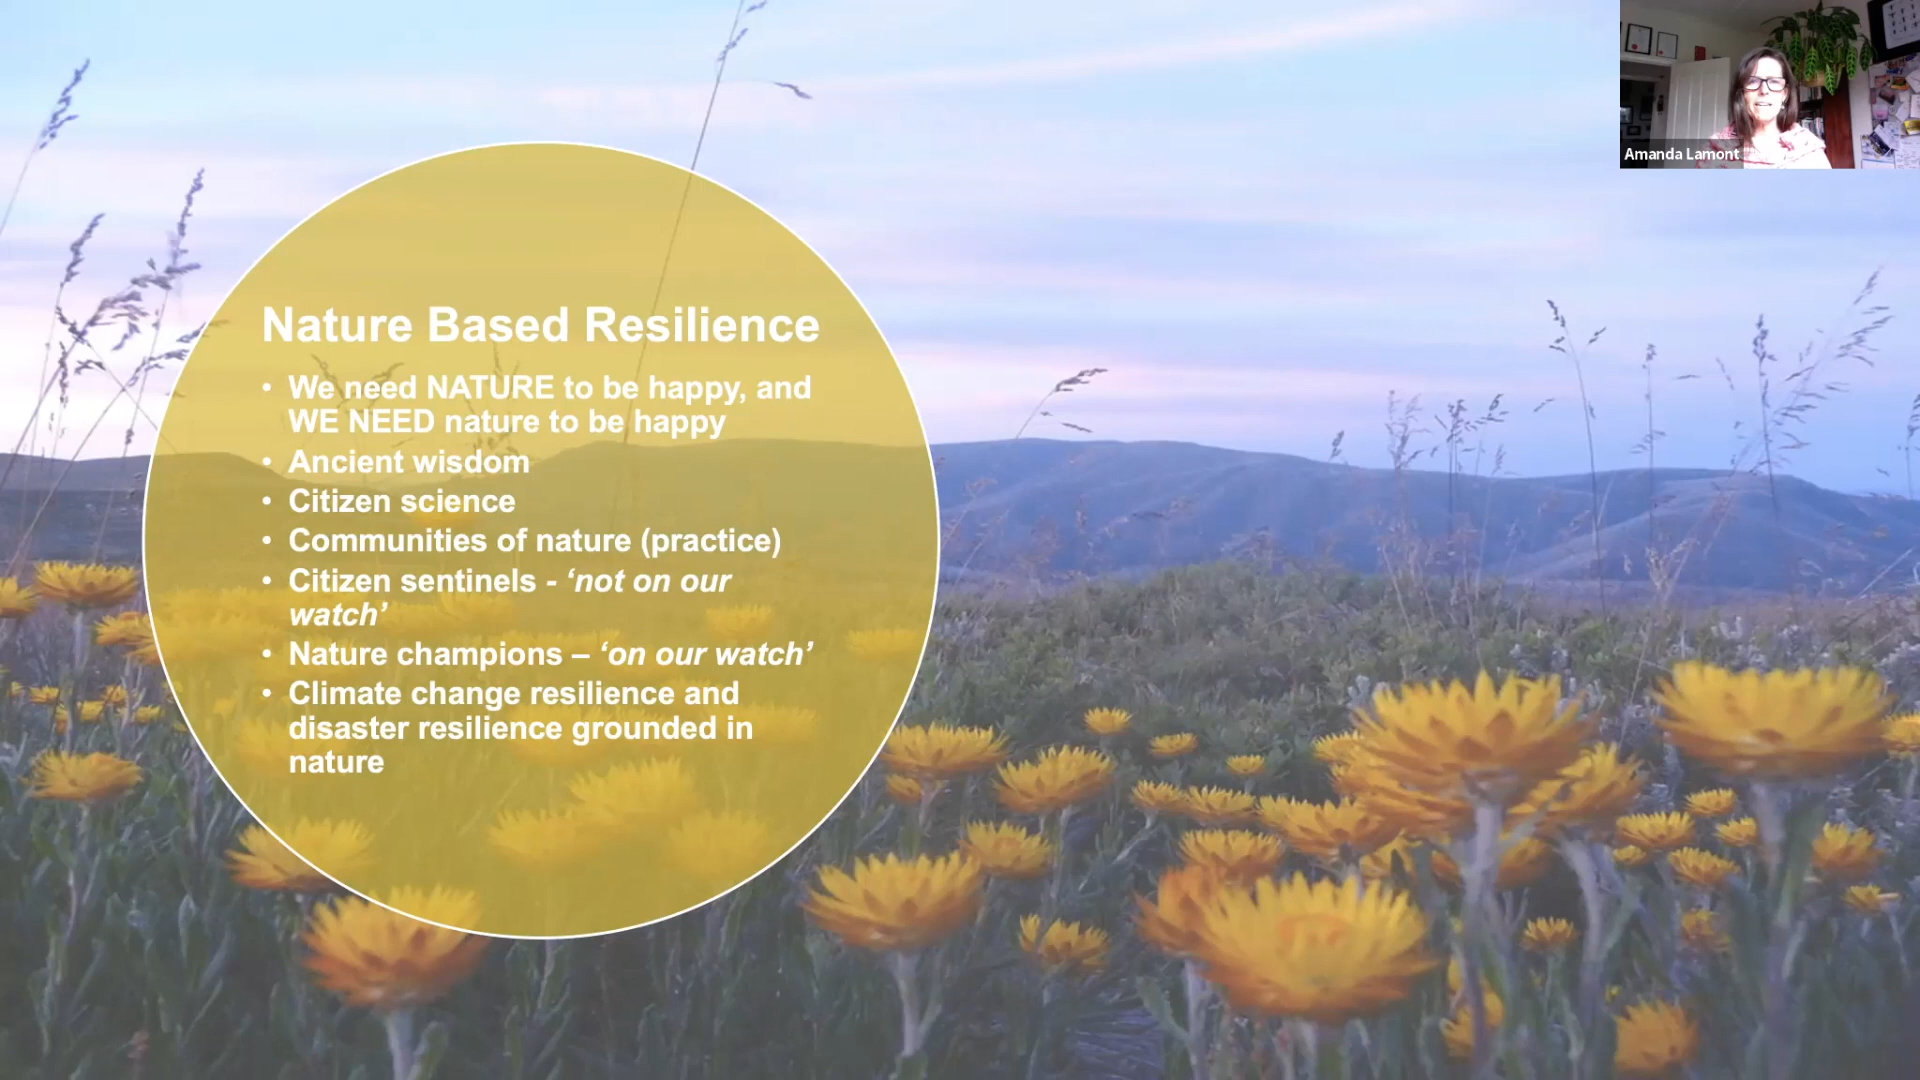 Amanda Lamont
Nature Based Resilience
• We need NATURE to be happy, and
WE NEED nature to be happy
• Ancient wisdom
• Citizen science
• Communities of nature (practice)
• Citizen sentinels - ‘not on our
watch’
• Nature champions – ‘on our watch’
• Climate change resilience and
disaster resilience grounded in
nature